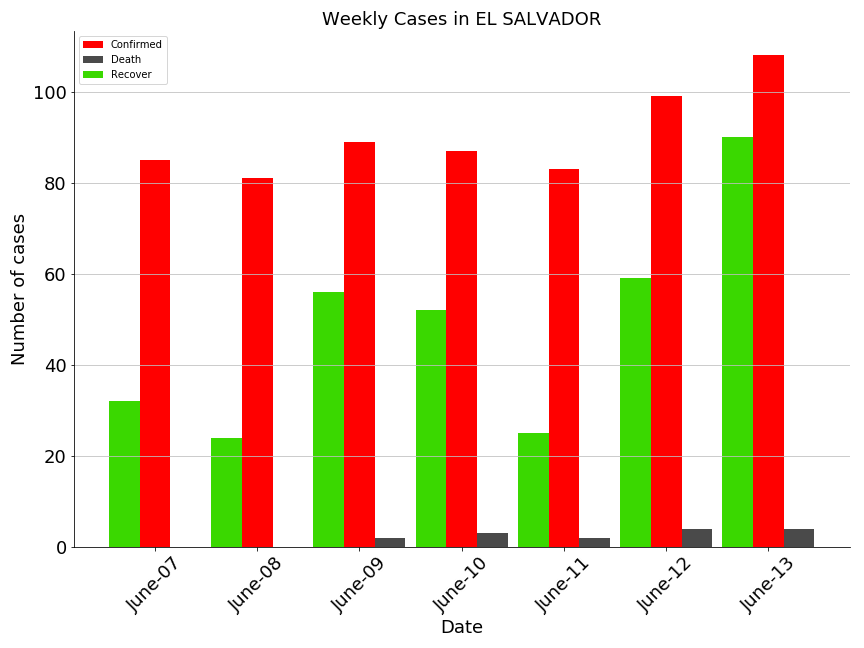 Weekly Cases in EL SALVADOR
Confirmed
Death
Recover
Number of cases
100
80
60
40
20
0
June-07
June-08
June-09
June-10
June-11
June-12
June-13
Date